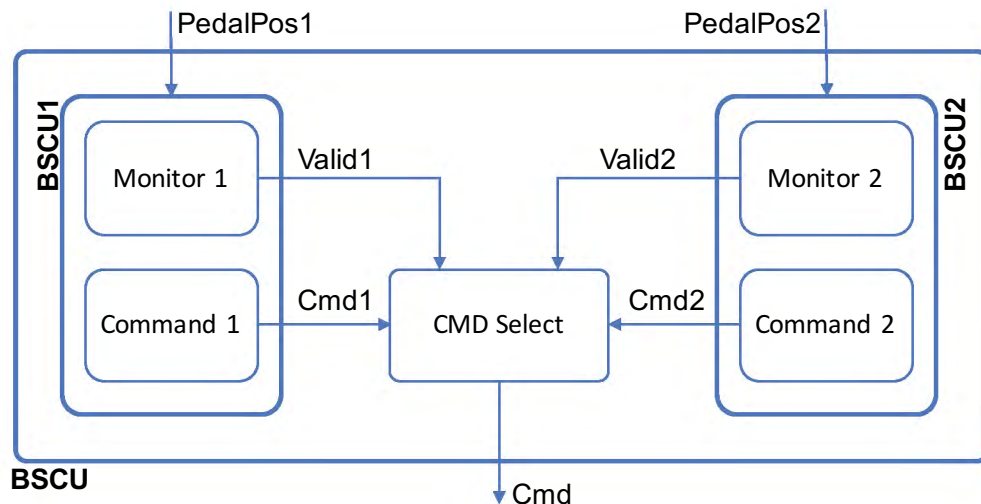 PedalPos1
PedalPos2
BSCU1
BSCU2
Monitor 1
Valid1
Valid2
Monitor 2
Command 1
Cmd1
CMD Select
Cmd2
Command 2
BSCU
Cmd